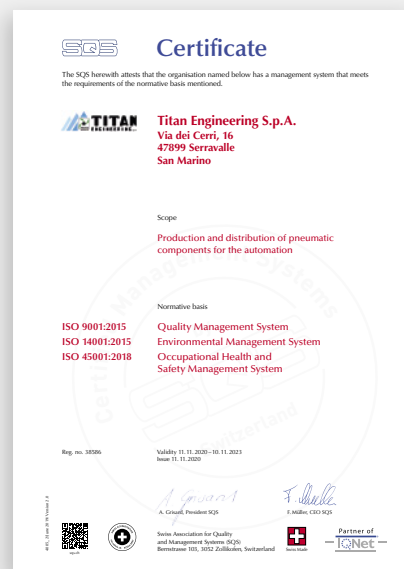 SQS
Certificate
The SQS herewith attests that the organisation named below has a management system that meets
the requirements of the normative basis mentioned.
TITAN
ENGINEERING
Titan Engineering S.p.A.
Via dei Cerri, 16
47899 Serravalle
San Marino
Scope
Production and distribution of pneumatic
components for the automation
Normative basis
ISO 9001:2015 Quality Management System
ISO 14001:2015 Environmental Management System
ISO 45001:2018 Occupational Health and
Safety Management System
Reg. no. 38586
Validity 11. 11. 2020 – 10. 11. 2023
Issue 11. 11. 2020
A. Grisard, President SQS
F. Müller, CEO SQS
Swiss Association for Quality
and Management Systems (SQS)
Bernstrasse 103, 3052 Zollikofen, Switzerland
Swiss Made
Partner of
IQNet
sqs.ch